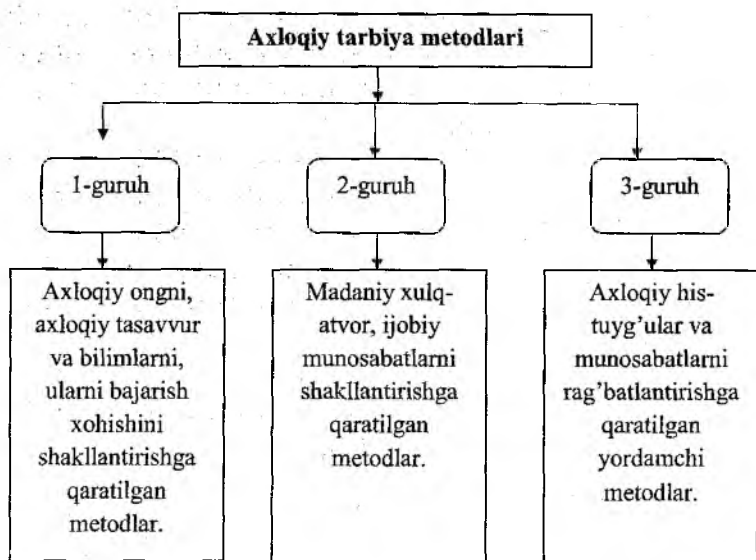 Axloqiy tarbiya metodlari
1-guruh
2-guruh
3-guruh
Axloqiy ongni,
axloqiy tasavvur
va bilimlarni,
ularni bajarish
xohishini
shakllantirishga
qaratilgan
metodlar.
Madaniy xulq-
atvor, ijobiy
munosabatlarni
shakllantirishga
qaratilgan
metodlar.
Axloqiy his-
tuyg'ular va
munosabatlarni
rag'batlantirishga
qaratilgan
yordamchi
metodlar.